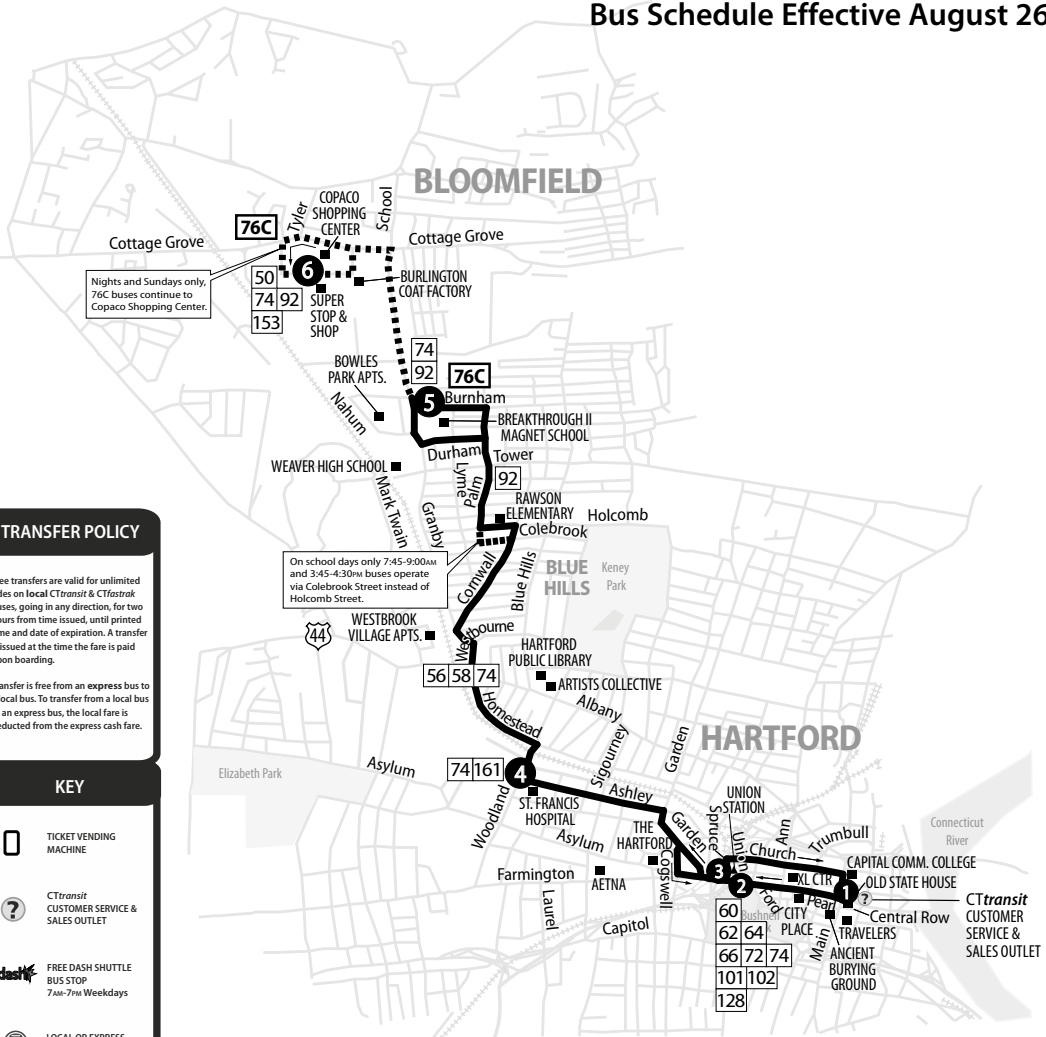 Bus Schedule Effective August 26
BLOOMFIELD
COPACO
SHOPPING
CENTER
Tyler
School
76C
Cottage Grove
Cottage Grove
6
Nights and Sundays only,
76C buses continue to
Copaco Shopping Center.
50
74 92
153
SUPER
STOP &
SHOP
BURLINGTON
COAT FACTORY
74
92
76C
BOWLES
PARK APTS.
5
Burnham
Nahum
BREAKTHROUGH II
MAGNET SCHOOL
Durham
Tower
WEAVER HIGH SCHOOL
Lyme
Palm
92
Mark Twain
Granby
RAWSON
ELEMENTARY
Holcomb
Colebrook
On school days only 7:45-9:00AM
and 3:45-4:30PM buses operate
via Colebrook Street instead of
Holcomb Street.
Cornwall
Blue Hills
BLUE
HILLS
Keney
Park
44
WESTBROOK
VILLAGE APTS.
Westbourne
HARTFORD
PUBLIC LIBRARY
56 58 74
ARTISTS COLLECTIVE
Albany
Homestead
Sigourney
Garden
HARTFORD
Elizabeth Park
Asylum
74 161
4
Woodland
ST. FRANCIS
HOSPITAL
Ashley
UNION
STATION
Connecticut
River
Asylum
THE
HARTFORD
Garden
Spruce
Union
Church
Ann
Trumbull
CAPITAL COMM. COLLEGE
Farmington
AETNA
Cogswell
3
2
XL CTR
1
OLD STATE HOUSE
?
Laurel
Capitol
Ford
Pearl
Central Row
CTtransit
CUSTOMER
SERVICE &
SALES OUTLET
60
62 64
66 72 74
101 102
128
Bushnell
CITY
PLACE
Main
TRAVELERS
ANCIENT
BURYING
GROUND
TRANSFER POLICY
transfers are valid for unlimited
on local CTtransit & CTfastrak
going in any direction, for two
from time issued, until printed
and date of expiration. A transfer
issued at the time the fare is paid
boarding.
is free from an express bus to
local bus. To transfer from a local bus
an express bus, the local fare is
from the express cash fare.
KEY
TICKET VENDING
MACHINE
?
CTtransit
CUSTOMER SERVICE &
SALES OUTLET
dash
FREE DASH SHUTTLE
BUS STOP
7AM-7PM Weekdays
LOCAL OR EXPRESS